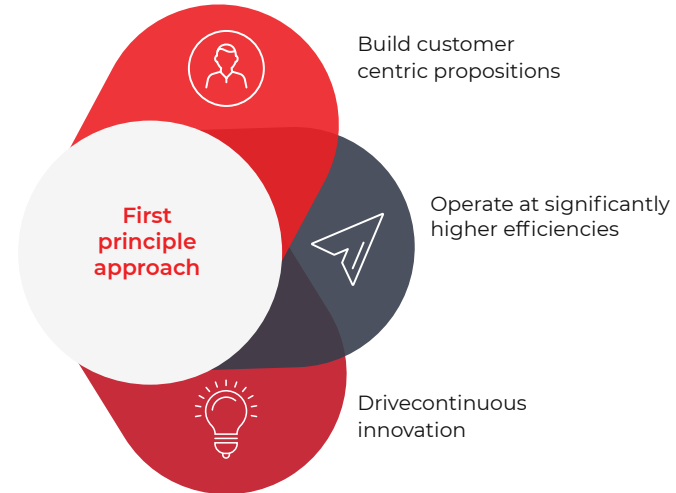 Build customer
centric propositions
First
principle
approach
Operate at significantly
higher efficiencies
Drivecontinuous
innovation